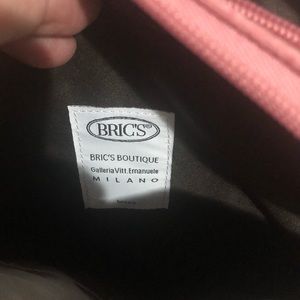 BRIC'S®
BRIC'S BOUTIQUE
Galleria Vitt. Emanuele
MILANO